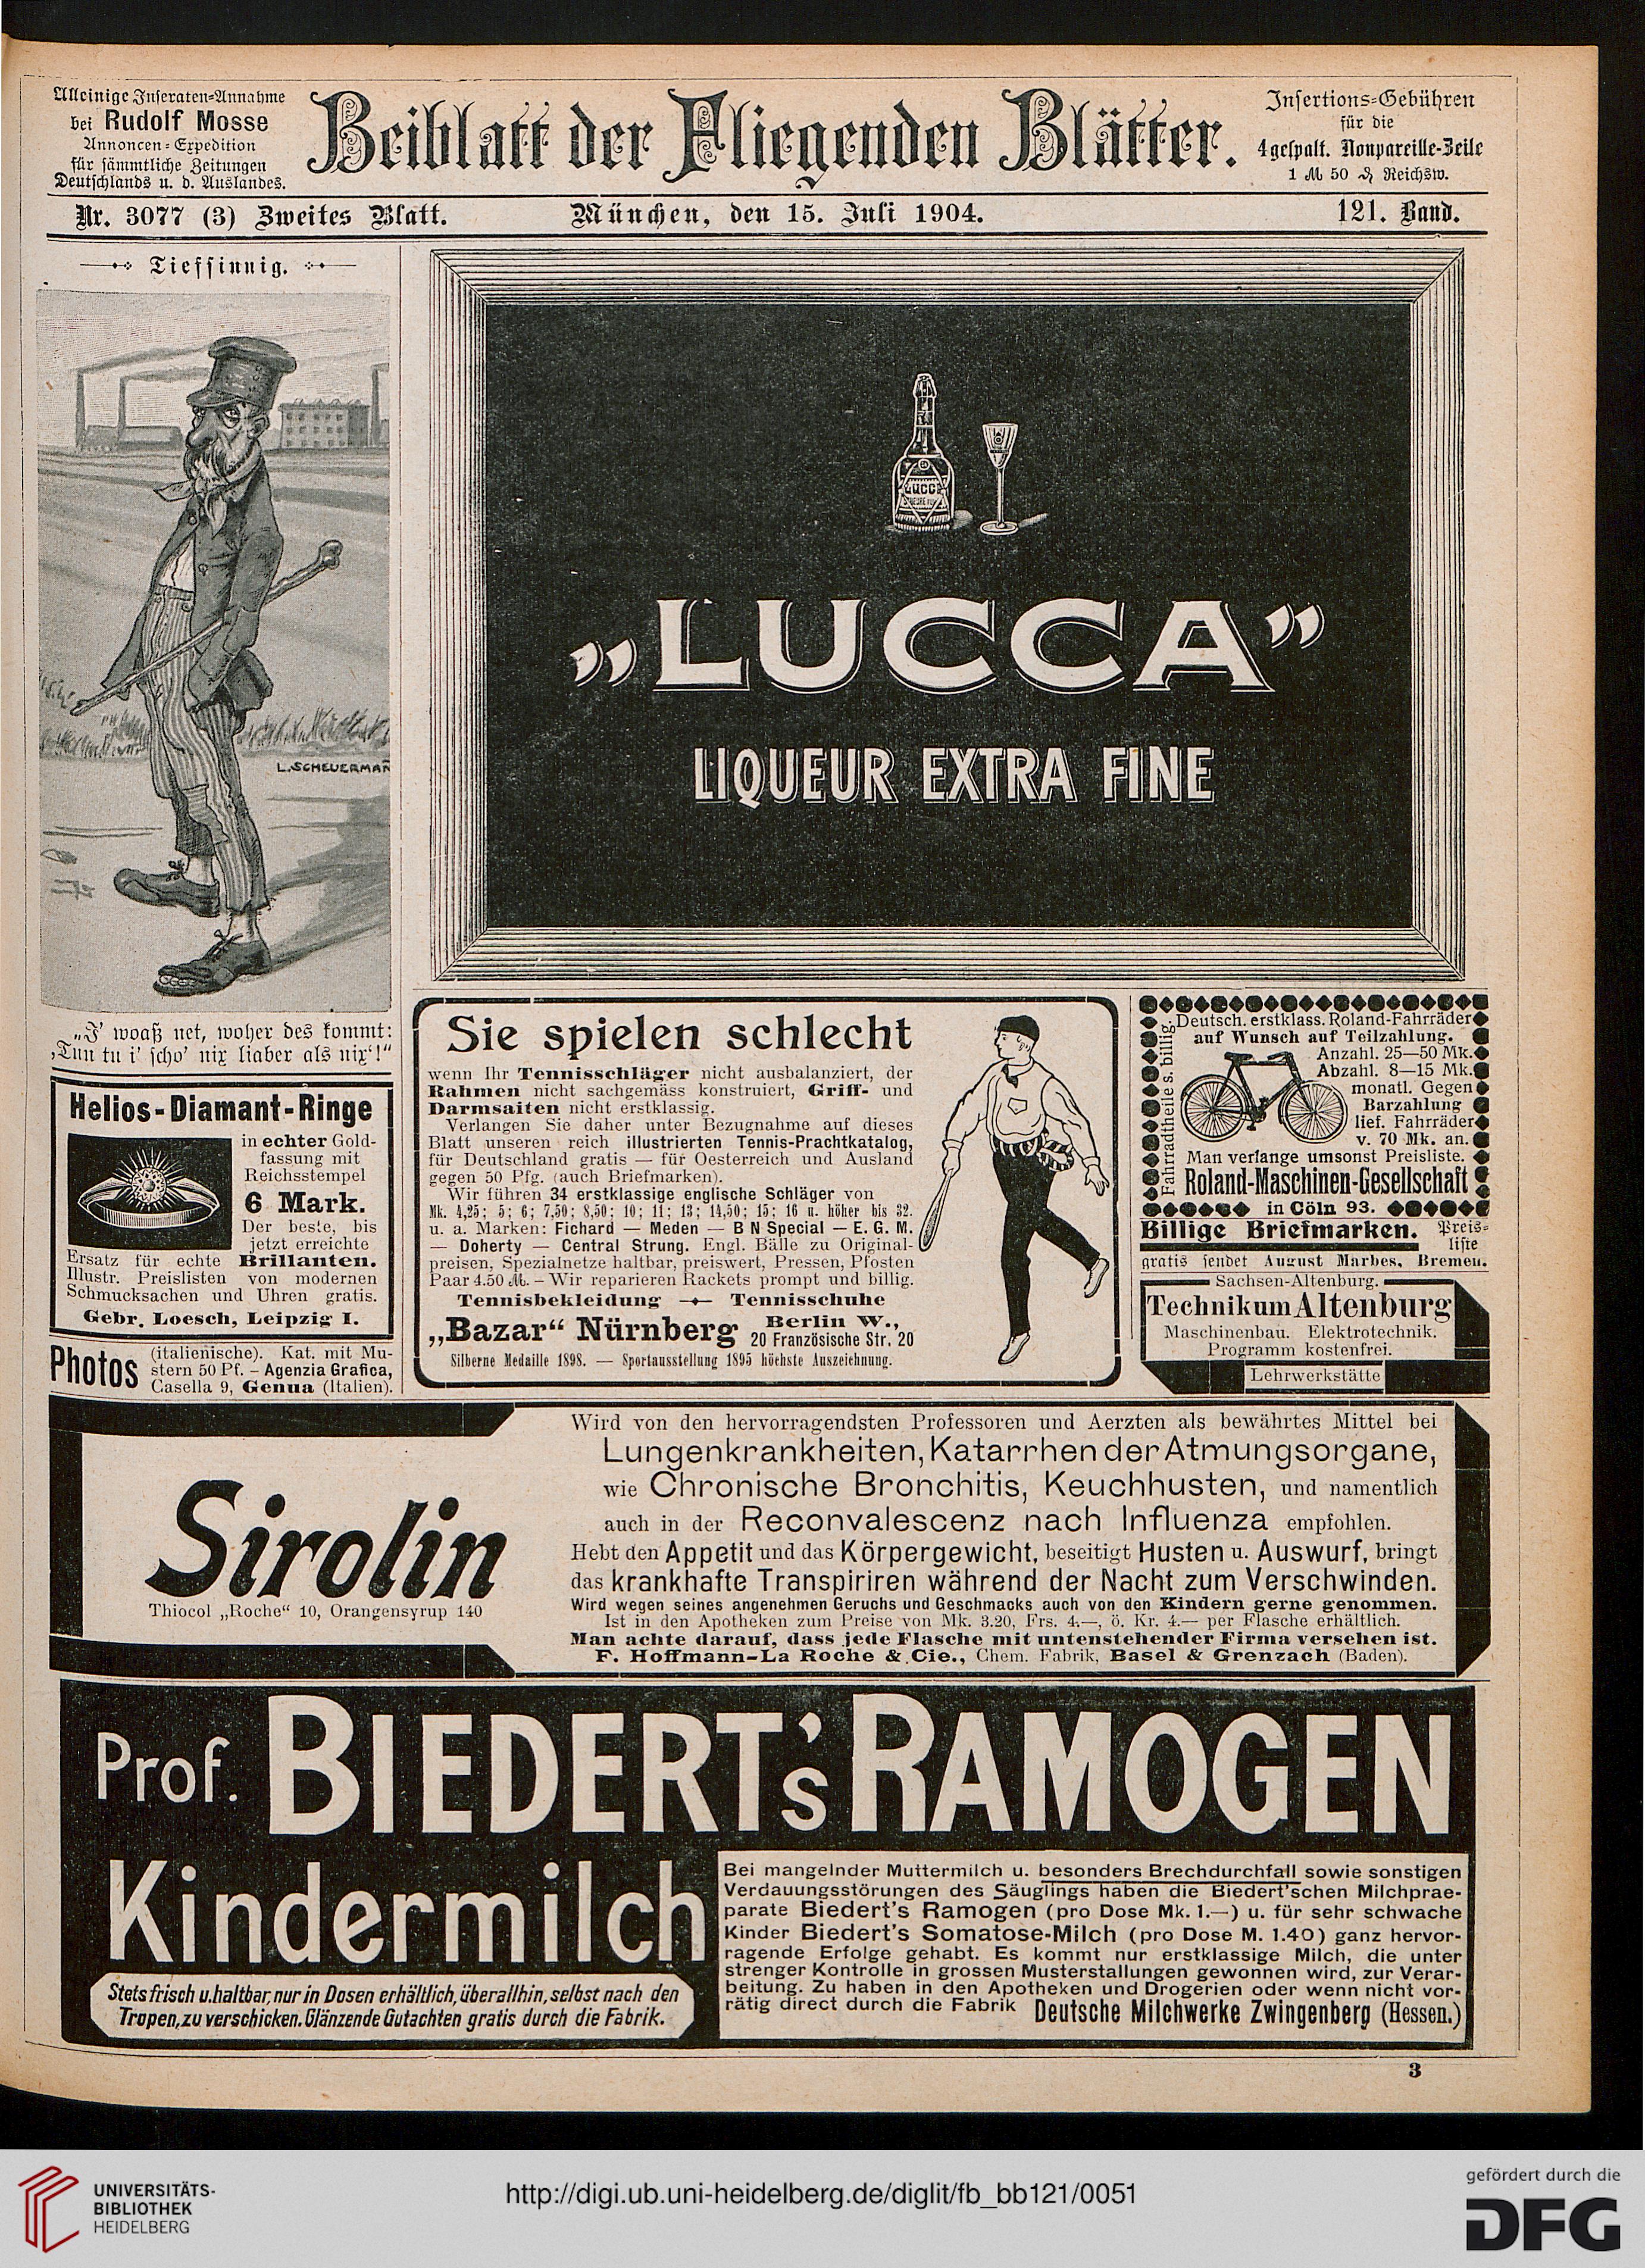 Alleinige Inseraten-Annahme
bei Rudolf Mosse
Annoncen-Expedition
für sämmtliche Zeitungen
Deutschlands u. d. Auslandes.
Beiblatt der Fliegenden Blätter.
Insertions-Gebühren
für die
4gespalt. Nonpareille-Zeile
1 M 50 ₰ Reichsw.
Nr. 3077 (3) Zweites Blatt.
München, den 15. Juli 1904.
121. Band.
Tiefsinnig.
L. SCHEUERMAN
„I' woaß net, woher des kommt:
‚Tun tu i' scho' nix liaber als nix'!“
Helios-Diamant-Ringe
in echter Gold-
fassung mit
Reichsstempel
6 Mark.
Der beste, bis
jetzt erreichte
Ersatz für echte Brillanten.
Illustr. Preislisten von modernen
Schmucksachen und Uhren gratis.
Gebr. Loesch, Leipzig I.
Photos (italienische). Kat. mit Mu-
stern 50 Pf. – Agenzia Grafica,
Casella 9, Genua (Italien).
LUCCA
„LUCCA”
LIQUEUR EXTRA FINE
Sie spielen schlecht
wenn Ihr Tennisschläger nicht ausbalanziert, der
Rahmen nicht sachgemäss konstruiert, Griff- und
Darmsaiten nicht erstklassig.
Verlangen Sie daher unter Bezugnahme auf dieses
Blatt unseren reich illustrierten Tennis-Prachtkatalog,
für Deutschland gratis — für Oesterreich und Ausland
gegen 50 Pfg. (auch Briefmarken).
Wir führen 34 erstklassige englische Schläger von
Mk. 4,25; 5; 6; 7,50; 8,50; 10; 11; 13; 14,50; 15; 16 u. höher bis 32.
u. a. Marken: Fichard — Meden — B N Special — E. G. M.
— Doherty — Central Strung. Engl. Bälle zu Original-
preisen, Spezialnetze haltbar, preiswert, Pressen, Pfosten
Paar 4.50 M. – Wir reparieren Rackets prompt und billig.
Tennisbekleidung —•— Tennisschuhe
„Bazar“ Nürnberg Berlin W.,
20 Französische Str. 20
Silberne Medaille 1898. — Sportausstellung 1895 höchste Auszeichnung.
Fahrradtheile s. billig.
Deutsch. erstklass. Roland-Fahrräder
auf Wunsch auf Teilzahlung.
Anzahl. 25—50 Mk.
Abzahl. 8—15 Mk.
monatl. Gegen
Barzahlung
lief. Fahrräder
v. 70 Mk. an.
Man verlange umsonst Preisliste.
Roland-Maschinen-Gesellschaft
in Cöln 93.
Billige Briefmarken. Preis-
liste
gratis sendet August Marbes, Bremen.
Sachsen-Altenburg.
Technikum Altenburg
Maschinenbau. Elektrotechnik.
Programm kostenfrei.
Lehrwerkstätte
Sirolin
Thiocol „Roche“ 10, Orangensyrup 140
Wird von den hervorragendsten Professoren und Aerzten als bewährtes Mittel bei
Lungenkrankheiten, Katarrhen der Atmungsorgane,
wie Chronische Bronchitis, Keuchhusten, und namentlich
auch in der Reconvalescenz nach Influenza empfohlen.
Hebt den Appetit und das Körpergewicht, beseitigt Husten u. Auswurf, bringt
das krankhafte Transpiriren während der Nacht zum Verschwinden.
Wird wegen seines angenehmen Geruchs und Geschmacks auch von den Kindern gerne genommen.
Ist in den Apotheken zum Preise von Mk. 3.20, Frs. 4.—, ö. Kr. 4.— per Flasche erhältlich.
Man achte darauf, dass jede Flasche mit untenstehender Firma versehen ist.
F. Hoffmann-La Roche & Cie., Chem. Fabrik, Basel & Grenzach (Baden).
Prof. BIEDERT's RAMOGEN
Kindermilch
Stets frisch u. haltbar, nur in Dosen erhältlich, überallhin, selbst nach den
Tropen, zu verschicken. Glänzende Gutachten gratis durch die Fabrik.
Bei mangelnder Muttermilch u. besonders Brechdurchfall sowie sonstigen
Verdauungsstörungen des Säuglings haben die Biedert'schen Milchprae-
parate Biedert's Ramogen (pro Dose Mk. 1.—) u. für sehr schwache
Kinder Biedert's Somatose-Milch (pro Dose M. 1.40) ganz hervor-
ragende Erfolge gehabt. Es kommt nur erstklassige Milch, die unter
strenger Kontrolle in grossen Musterstallungen gewonnen wird, zur Verar-
beitung. Zu haben in den Apotheken und Drogerien oder wenn nicht vor-
rätig direct durch die Fabrik Deutsche Milchwerke Zwingenberg (Hessen.)
3
UNIVERSITÄTS-
BIBLIOTHEK
HEIDELBERG
http://digi.ub.uni-heidelberg.de/diglit/fb_bb121/0051
gefördert durch die
DFG